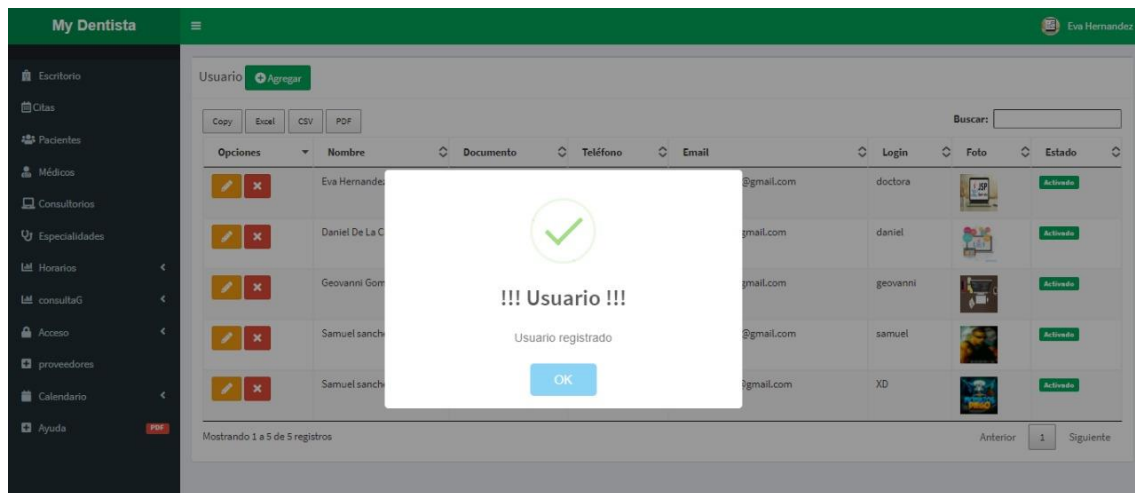 My Dentista
Eva Hernandez
Escritorio
Citas
Pacientes
Médicos
Consultorios
Especialidades
Horarios
consultaG
Acceso
proveedores
Calendario
Ayuda PDF
Usuario Agregar
Copy Excel CSV PDF
Buscar:
Opciones Nombre Documento Teléfono Email Login Foto Estado
Eva Hernandez @gmail.com doctora JSP Activado
Daniel De La C gmail.com daniel Activado
Geovanni Gom gmail.com geovanni Activado
Samuel sanche @gmail.com samuel Activado
Samuel sanche @gmail.com XD Activado
!!! Usuario !!!
Usuario registrado
OK
Mostrando 1 a 5 de 5 registros
Anterior 1 Siguiente